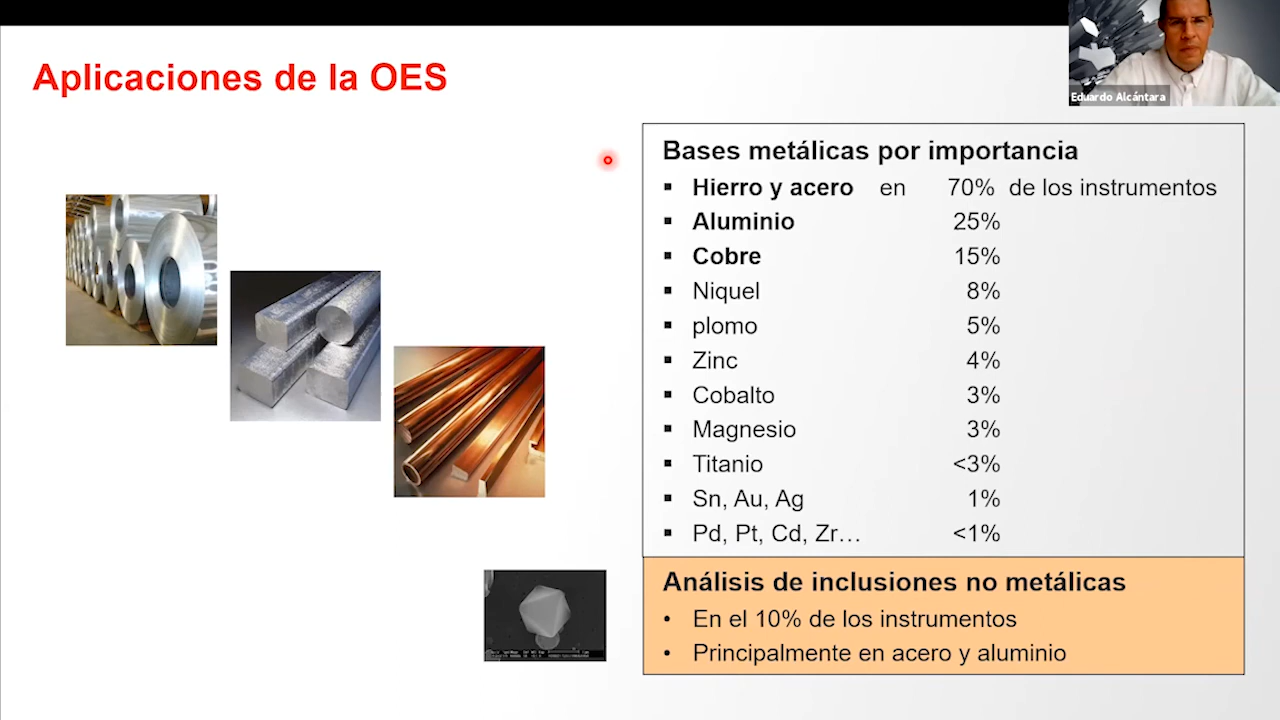 Aplicaciones de la OES
Eduardo Alcántara
Bases metálicas por importancia
▪ Hierro y acero en 70% de los instrumentos
▪ Aluminio 25%
▪ Cobre 15%
▪ Niquel 8%
▪ plomo 5%
▪ Zinc 4%
▪ Cobalto 3%
▪ Magnesio 3%
▪ Titanio <3%
▪ Sn, Au, Ag 1%
▪ Pd, Pt, Cd, Zr… <1%
Análisis de inclusiones no metálicas
• En el 10% de los instrumentos
• Principalmente en acero y aluminio